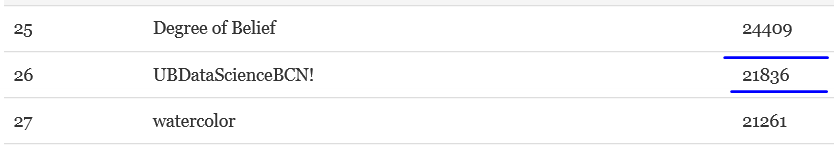 25 Degree of Belief 24409
26 UBDataScienceBCN! 21836
27 watercolor 21261